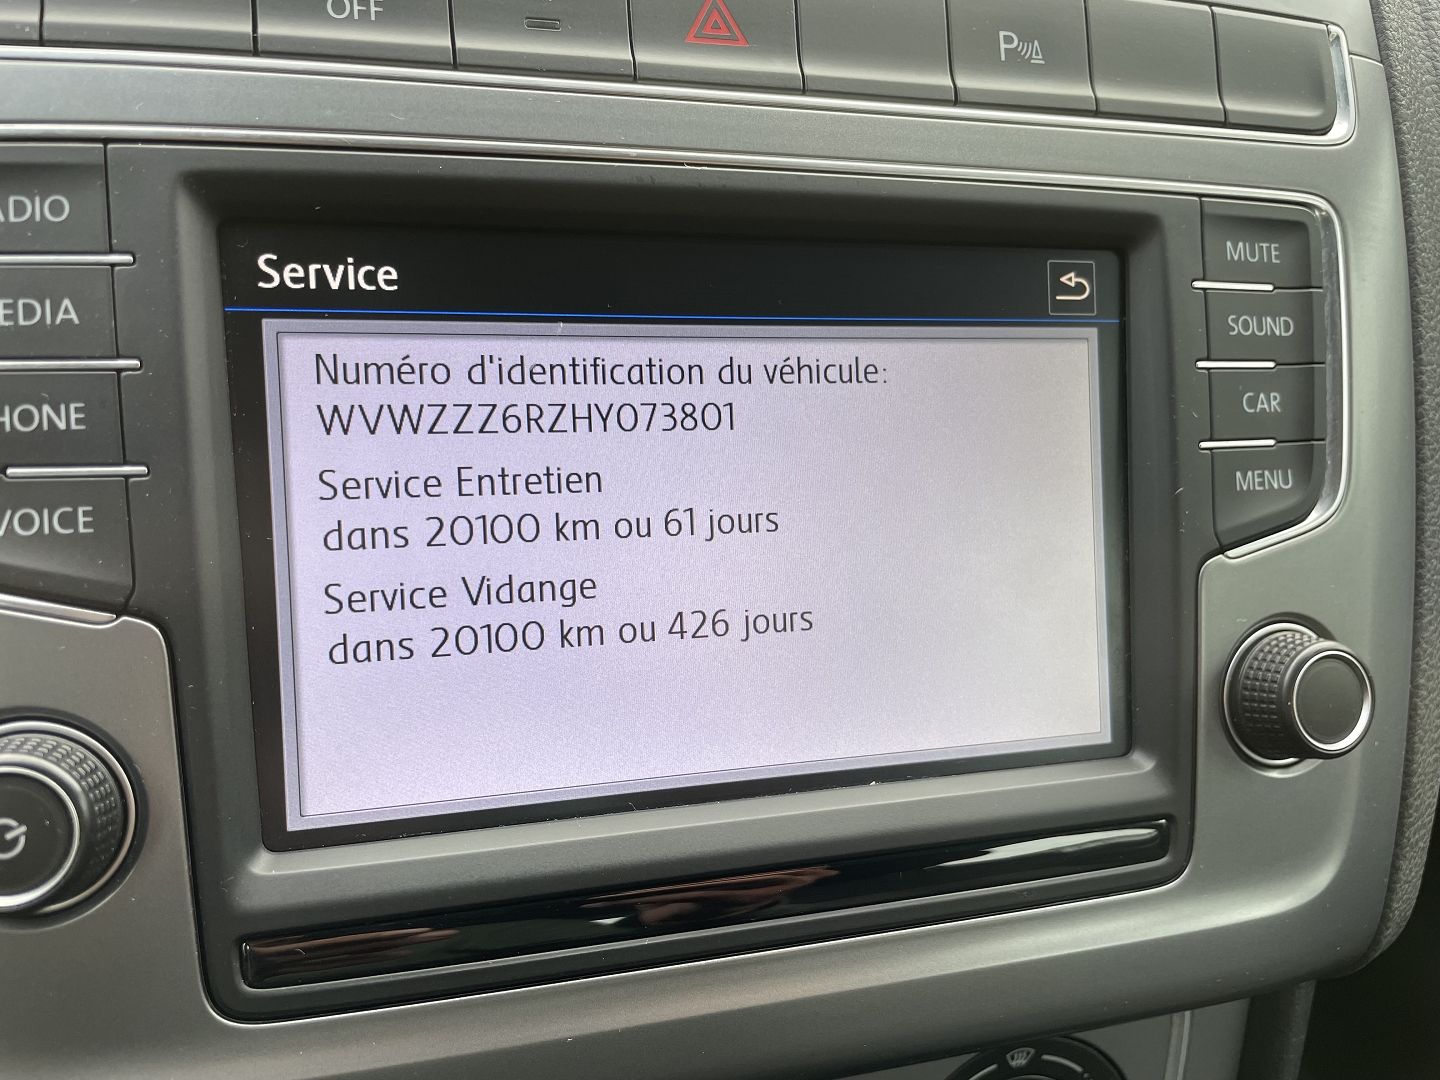 OFF
P
ADIO
EDIA
HONE
VOICE
Service
Numéro d'identification du véhicule:
WVWZZZ6RZHY073801
Service Entretien
dans 20100 km ou 61 jours
Service Vidange
dans 20100 km ou 426 jours
MUTE
SOUND
CAR
MENU